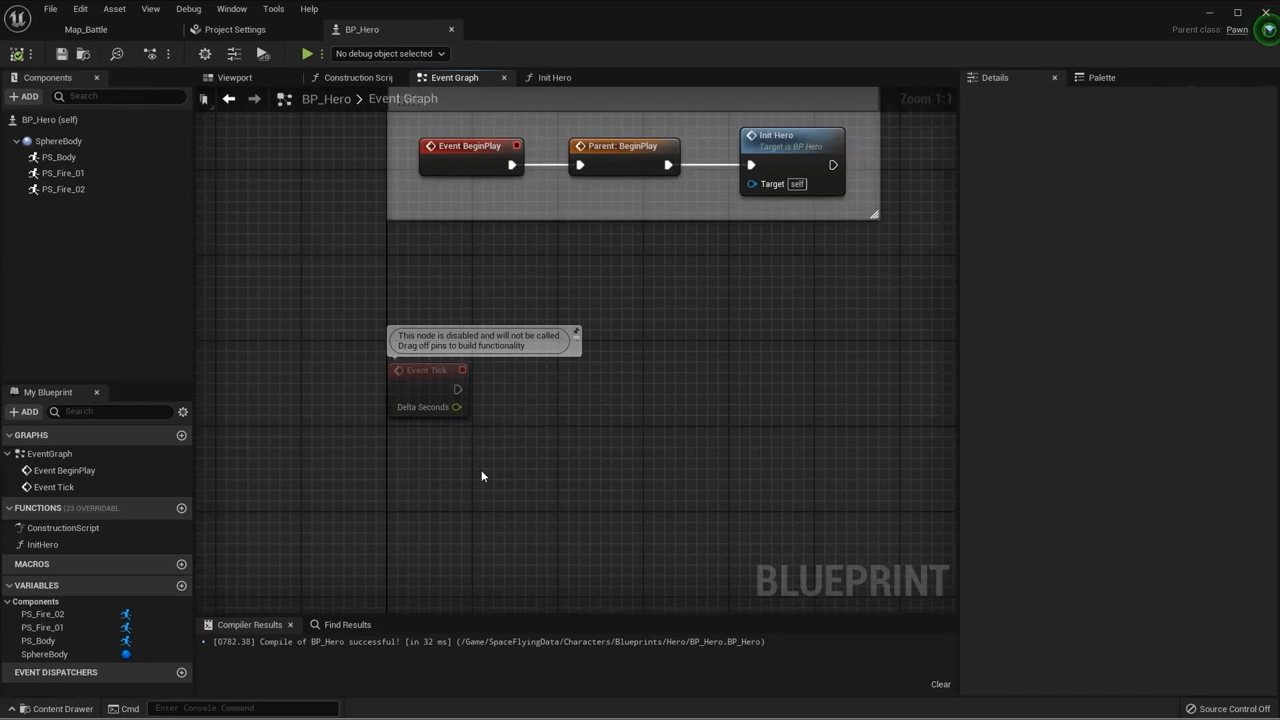 File Edit Asset View Debug Window Tools Help
Map_Battle
Project Settings
BP_Hero
Parent class: Pawn
No debug object selected
Components
ADD
Search
BP_Hero (self)
SphereBody
PS_Body
PS_Fire_01
PS_Fire_02
Viewport
Construction Scrip
Event Graph
Init Hero
BP_Hero > Event Graph
Zoom 1:1
Event BeginPlay
Parent: BeginPlay
Init Hero
Target is BP Hero
Target self
This node is disabled and will not be called.
Drag off pins to build functionality.
Event Tick
Delta Seconds
BLUEPRINT
Details
Palette
My Blueprint
ADD
Search
GRAPHS
EventGraph
Event BeginPlay
Event Tick
FUNCTIONS (23 OVERRIDABL
ConstructionScript
InitHero
MACROS
VARIABLES
Components
PS_Fire_02
PS_Fire_01
PS_Body
SphereBody
EVENT DISPATCHERS
Compiler Results
Find Results
[0782.38] Compile of BP_Hero successful! [in 32 ms] (/Game/SpaceFlyingData/Characters/Blueprints/Hero/BP_Hero.BP_Hero)
Clear
Content Drawer
Cmd
Enter Console Command
Source Control Off